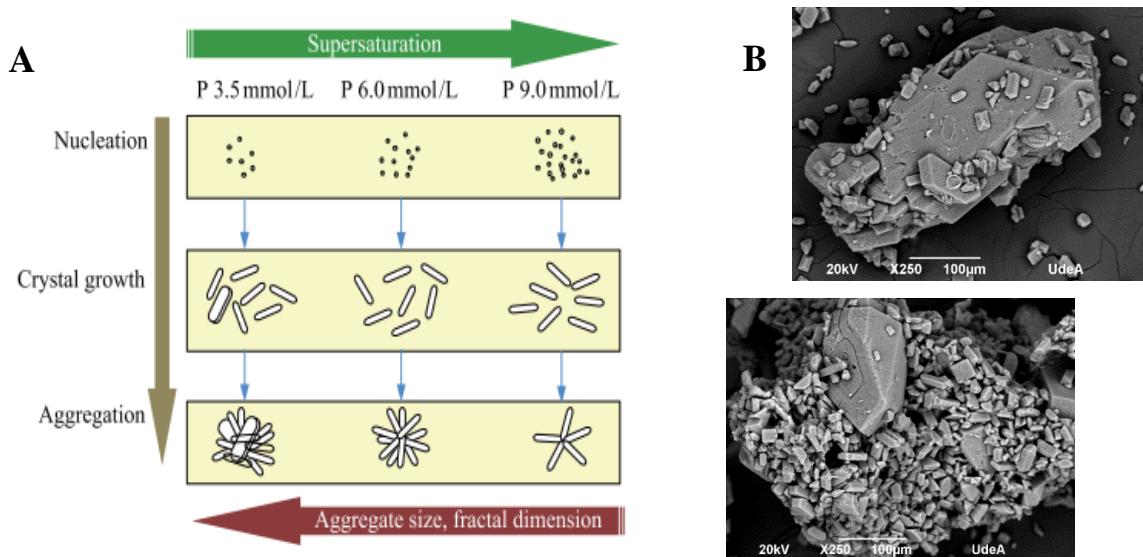 A
Supersaturation
P 3.5 mmol/L P 6.0 mmol/L P 9.0 mmol/L
Nucleation
Crystal growth
Aggregation
Aggregate size, fractal dimension
B
20kV X250 100µm UdeA
20kV X250 100µm UdeA